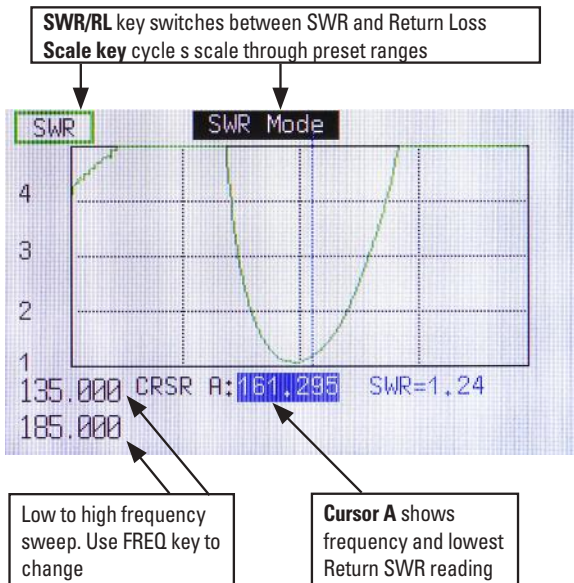 SWR/RL key switches between SWR and Return Loss
Scale key cycle s scale through preset ranges
SWR
SWR Mode
4
3
2
1
135.000 CRSR A:161.295 SWR=1.24
185.000
Low to high frequency
sweep. Use FREQ key to
change
Cursor A shows
frequency and lowest
Return SWR reading